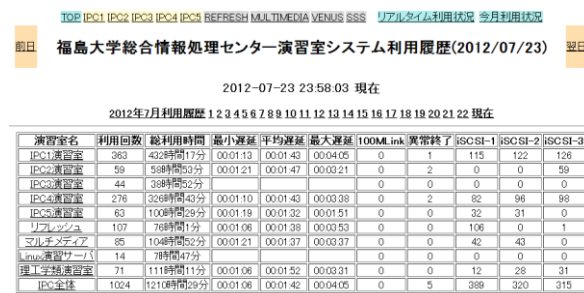 TOP IPC1 IPC2 IPC3 IPC4 IPC5 REFRESH MULTIMEDIA VENUS SSS リアルタイム利用状況 今月利用状況
前日 福島大学総合情報処理センター演習室システム利用履歴(2012/07/23) 翌日
2012-07-23 23:58:03 現在
2012年7月利用履歴 1 2 3 4 5 6 7 8 9 10 11 12 13 14 15 16 17 18 19 20 21 22 現在
演習室名 利用回数 総利用時間 最小遅延 平均遅延 最大遅延 100MLink 異常終了 iSCSI-1 iSCSI-2 iSCSI-3
IPC1演習室 363 432時間17分 00:01:13 00:01:43 00:04:05 0 1 115 122 126
IPC2演習室 59 58時間53分 00:01:21 00:01:47 00:03:21 0 2 0 0 59
IPC3演習室 44 38時間52分 0 0 0 0 0
IPC4演習室 276 326時間43分 00:01:10 00:01:43 00:03:38 0 2 82 96 98
IPC5演習室 63 100時間29分 00:01:19 00:01:32 00:01:51 0 0 32 31 0
リフレッシュ 107 76時間1分 00:01:06 00:01:38 00:03:53 0 0 106 0 1
マルチメディア 85 104時間52分 00:01:21 00:01:37 00:03:37 0 0 42 43 0
Linux演習サーバ 14 7時間47分 0 0 0 0 0
理工学類演習室 71 111時間11分 00:01:06 00:01:52 00:03:31 0 0 12 28 31
IPC全体 1024 1210時間29分 00:01:06 00:01:42 00:04:05 0 5 389 320 315